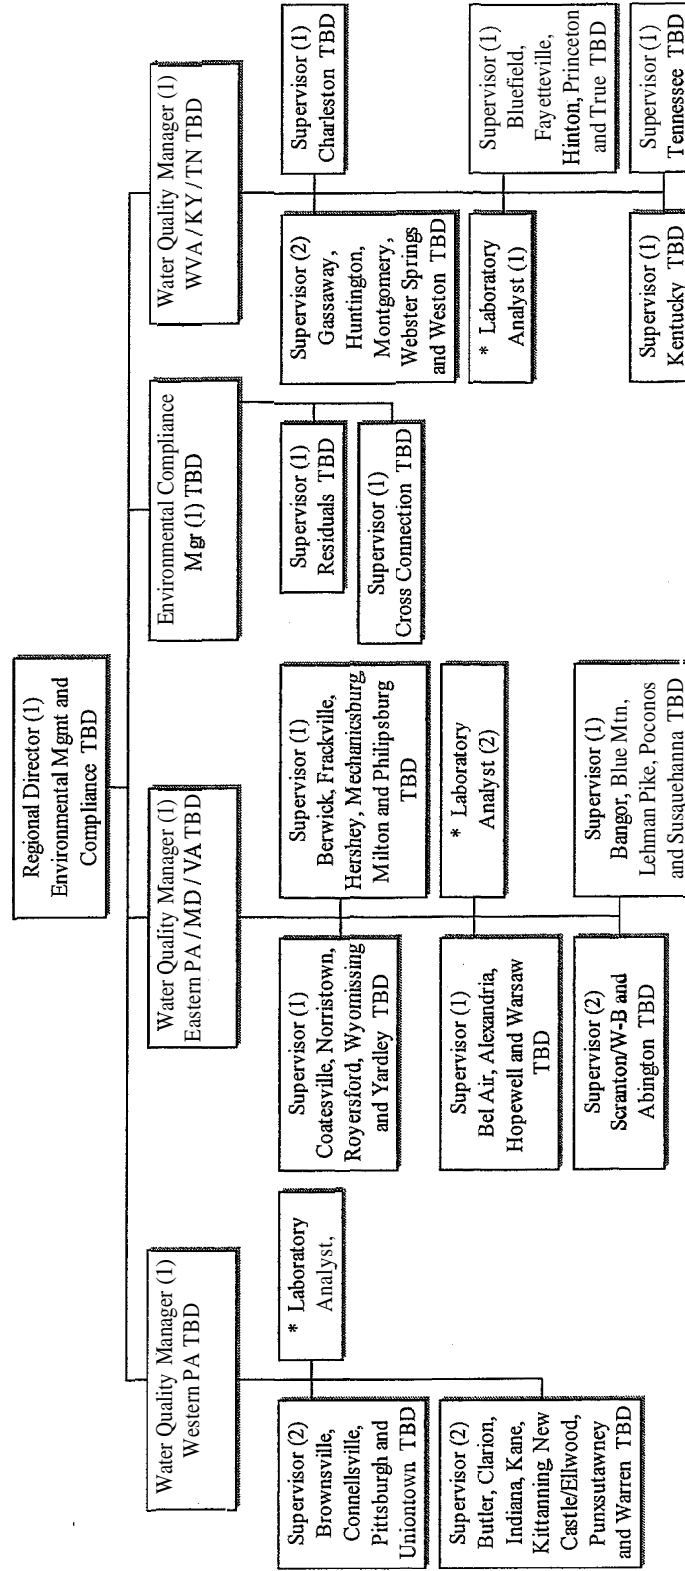 Regional Director (1)
Environmental Mgmt and
Compliance TBD
Water Quality Manager (1)
Western PA TBD
* Laboratory
Analyst,
Supervisor (2)
Brownsville,
Connellsville,
Pittsburgh and
Uniontown TBD
Supervisor (2)
Butler, Clarion,
Indiana, Kane,
Kittanning New
Castle/Ellwood,
Punxsutawney
and Warren TBD
Water Quality Manager (1)
Eastern PA / MD / VA TBD
Supervisor (1)
Coatesville, Norristown,
Royersford, Wyomissing
and Yardley TBD
Supervisor (1)
Berwick, Frackville,
Hershey, Mechanicsburg
Milton and Philipsburg
TBD
Supervisor (1)
Bel Air, Alexandria,
Hopewell and Warsaw
TBD
* Laboratory
Analyst (2)
Supervisor (2)
Scranton/W-B and
Abington TBD
Supervisor (1)
Bangor, Blue Mtn,
Lehman Pike, Poconos
and Susquehanna TBD
Environmental Compliance
Mgr (1) TBD
Supervisor (1)
Residuals TBD
Supervisor (1)
Cross Connection TBD
Water Quality Manager (1)
WVA / KY / TN TBD
Supervisor (2)
Gassaway,
Huntington,
Montgomery,
Webster Springs
and Weston TBD
Supervisor (1)
Charleston TBD
* Laboratory
Analyst (1)
Supervisor (1)
Bluefield,
Fayetteville,
Hinton, Princeton
and True TBD
Supervisor (1)
Kentucky TBD
Supervisor (1)
Tennessee TBD